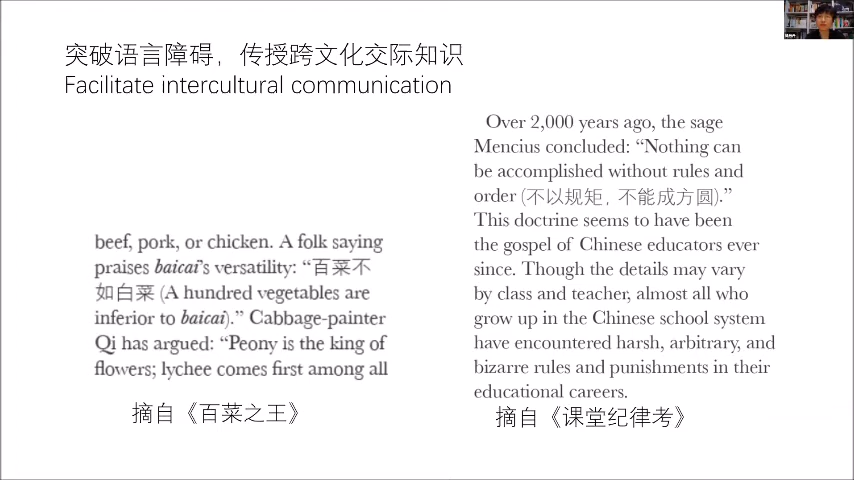 突破语言障碍，传授跨文化交际知识
Facilitate intercultural communication
beef, pork, or chicken. A folk saying
praises baicai’s versatility: “百菜不
如白菜 (A hundred vegetables are
inferior to baicai).” Cabbage-painter
Qi has argued: “Peony is the king of
flowers; lychee comes first among all
摘自《百菜之王》
Over 2,000 years ago, the sage
Mencius concluded: “Nothing can
be accomplished without rules and
order (不以规矩，不能成方圆).”
This doctrine seems to have been
the gospel of Chinese educators ever
since. Though the details may vary
by class and teacher, almost all who
grow up in the Chinese school system
have encountered harsh, arbitrary, and
bizarre rules and punishments in their
educational careers.
摘自《课堂纪律考》